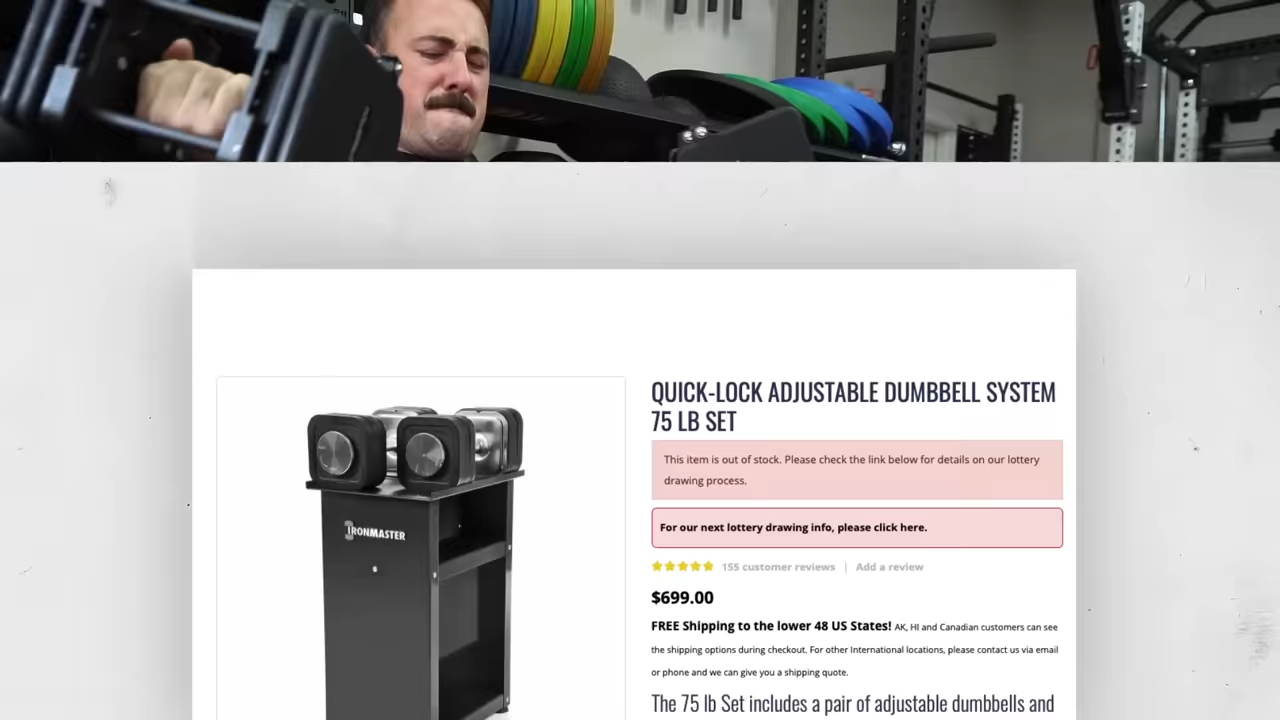 QUICK-LOCK ADJUSTABLE DUMBBELL SYSTEM
75 LB SET
This item is out of stock. Please check the link below for details on our lottery
drawing process.
For our next lottery drawing info, please click here.
155 customer reviews | Add a review
$699.00
FREE Shipping to the lower 48 US States! AK, HI and Canadian customers can see
the shipping options during checkout. For other International locations, please contact us via email
or phone and we can give you a shipping quote.
The 75 lb Set includes a pair of adjustable dumbbells and
IRONMASTER